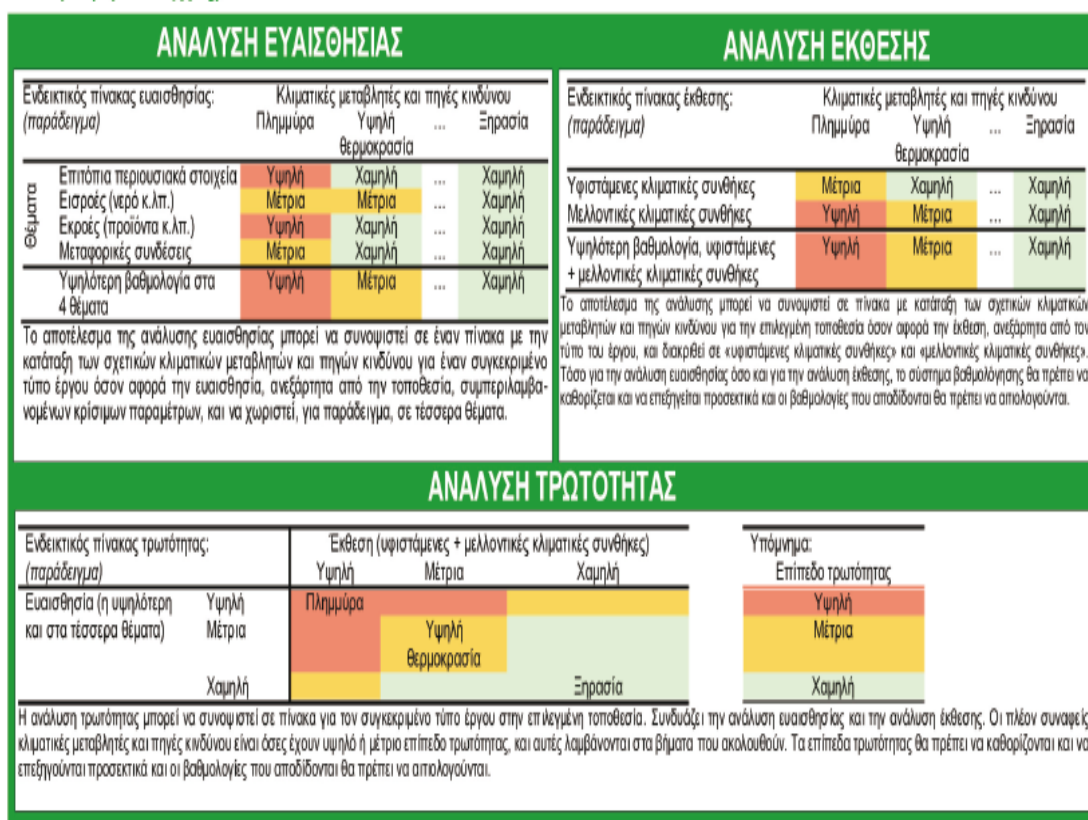 ΑΝΑΛΥΣΗ ΕΥΑΙΣΘΗΣΙΑΣ
Ενδεικτικός πίνακας ευαισθησίας: Κλιματικές μεταβλητές και πηγές κινδύνου
(παράδειγμα) Πλημμύρα Υψηλή ... Ξηρασία
θερμοκρασία
Θέματα
Επιτόπια περιουσιακά στοιχεία Υψηλή Χαμηλή ... Χαμηλή
Εισροές (νερό κ.λπ.) Μέτρια Μέτρια ... Χαμηλή
Εκροές (προϊόντα κ.λπ.) Υψηλή Χαμηλή ... Χαμηλή
Μεταφορικές συνδέσεις Μέτρια Χαμηλή ... Χαμηλή
Υψηλότερη βαθμολογία στα Υψηλή Μέτρια ... Χαμηλή
4 θέματα
Το αποτέλεσμα της ανάλυσης ευαισθησίας μπορεί να συνοψιστεί σε έναν πίνακα με την
κατάταξη των σχετικών κλιματικών μεταβλητών και πηγών κινδύνου για έναν συγκεκριμένο
τύπο έργου όσον αφορά την ευαισθησία, ανεξάρτητα από την τοποθεσία, συμπεριλαμβα-
νομένων κρίσιμων παραμέτρων, και να χωριστεί, για παράδειγμα, σε τέσσερα θέματα.
ΑΝΑΛΥΣΗ ΕΚΘΕΣΗΣ
Ενδεικτικός πίνακας έκθεσης: Κλιματικές μεταβλητές και πηγές κινδύνου
(παράδειγμα) Πλημμύρα Υψηλή ... Ξηρασία
θερμοκρασία
Υφιστάμενες κλιματικές συνθήκες Μέτρια Χαμηλή ... Χαμηλή
Μελλοντικές κλιματικές συνθήκες Υψηλή Μέτρια ... Χαμηλή
Υψηλότερη βαθμολογία, υφιστάμενες Υψηλή Μέτρια ... Χαμηλή
+ μελλοντικές κλιματικές συνθήκες
Το αποτέλεσμα της ανάλυσης μπορεί να συνοψιστεί σε πίνακα με κατάταξη των σχετικών κλιματικών
μεταβλητών και πηγών κινδύνου για την επιλεγμένη τοποθεσία όσον αφορά την έκθεση, ανεξάρτητα από τον
τύπο του έργου, και διακριθεί σε «υφιστάμενες κλιματικές συνθήκες» και «μελλοντικές κλιματικές συνθήκες».
Τόσο για την ανάλυση ευαισθησίας όσο και για την ανάλυση έκθεσης, το σύστημα βαθμολόγησης θα πρέπει να
καθορίζεται και να επεξηγείται προσεκτικά και οι βαθμολογίες που αποδίδονται θα πρέπει να αιτιολογούνται.
ΑΝΑΛΥΣΗ ΤΡΩΤΟΤΗΤΑΣ
Ενδεικτικός πίνακας τρωτότητας: Έκθεση (υφιστάμενες + μελλοντικές κλιματικές συνθήκες)
(παράδειγμα) Υψηλή Μέτρια Χαμηλή
Ευαισθησία (η υψηλότερη Υψηλή Πλημμύρα
και στα τέσσερα θέματα) Μέτρια Υψηλή
θερμοκρασία
Χαμηλή Ξηρασία
Υπόμνημα:
Επίπεδο τρωτότητας
Υψηλή
Μέτρια
Χαμηλή
Η ανάλυση τρωτότητας μπορεί να συνοψιστεί σε πίνακα για τον συγκεκριμένο τύπο έργου στην επιλεγμένη τοποθεσία. Συνδυάζει την ανάλυση ευαισθησίας και την ανάλυση έκθεσης. Οι πλέον συναφείς
κλιματικές μεταβλητές και πηγές κινδύνου είναι όσες έχουν υψηλό ή μέτριο επίπεδο τρωτότητας, και αυτές λαμβάνονται στα βήματα που ακολουθούν. Τα επίπεδα τρωτότητας θα πρέπει να καθορίζονται και να
επεξηγούνται προσεκτικά και οι βαθμολογίες που αποδίδονται θα πρέπει να αιτιολογούνται.